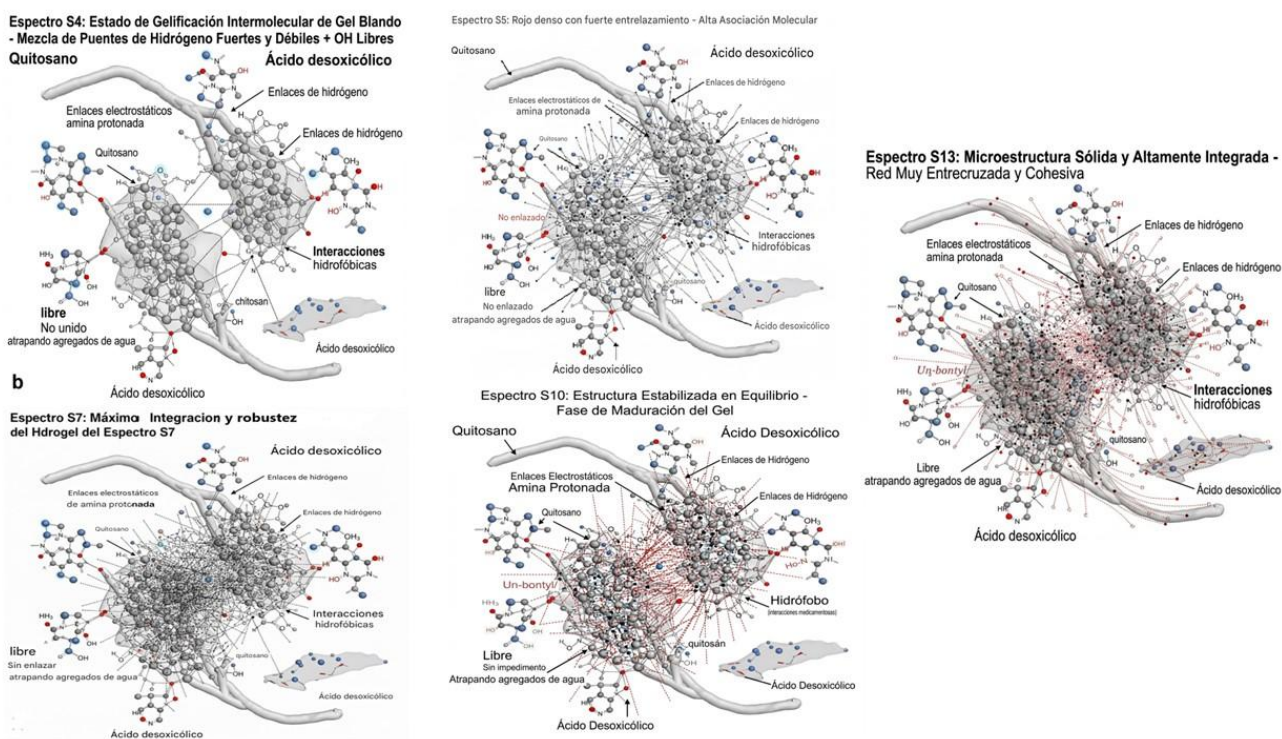 Espectro S4: Estado de Gelificación Intermolecular de Gel Blando
- Mezcla de Puentes de Hidrógeno Fuertes y Débiles + OH Libres
Quitosano
Ácido desoxicólico
Enlaces de hidrógeno
Enlaces electrostáticos
amina protonada
Enlaces de hidrógeno
Quitosano
Interacciones
hidrofóbicas
libre
No unido
atrapando agregados de agua
chitosan
OH
Ácido desoxicólico
Ácido desoxicólico
Espectro S5: Rojo denso con fuerte entrelazamiento - Alta Asociación Molecular
Quitosano
Ácido desoxicólico
Enlaces de hidrógeno
Enlaces electrostáticos de
amina protonada
Enlaces de hidrógeno
Quitosano
No enlazado
Interacciones
hidrofóbicas
libre
No enlazado
atrapando agregados de agua
quitosano
OH
Ácido desoxicólico
Ácido desoxicólico
Espectro S13: Microestructura Sólida y Altamente Integrada -
Red Muy Entrecruzada y Cohesiva
Enlaces de hidrógeno
Enlaces electrostáticos
amina protonada
Enlaces de hidrógeno
Quitosano
Un-bontyl
Interacciones
hidrofóbicas
Libre
atrapando agregados de agua
quitosano
OH
Ácido desoxicólico
Ácido desoxicólico
b
Espectro S7: Máxima Integracion y robustez
del Hdrogel del Espectro S7
Ácido desoxicólico
Enlaces de hidrógeno
Enlaces electrostáticos
de amina protonada
Enlaces de hidrógeno
Quitosano
Interacciones
hidrofóbicas
libre
Sin enlazar
atrapando agregados de agua
quitosano
OH
Ácido desoxicólico
Ácido desoxicólico
Espectro S10: Estructura Estabilizada en Equilibrio -
Fase de Maduración del Gel
Quitosano
Ácido Desoxicólico
Enlaces de Hidrógeno
Enlaces Electrostáticos
Amina Protonada
Enlaces de Hidrógeno
Quitosano
Un-bontyl/
Ho-N
Hidrófobo
Libre
Sin impedimento
Atrapando agregados de agua
quitosán
OH
Ácido Desoxicólico
Ácido Desoxicólico